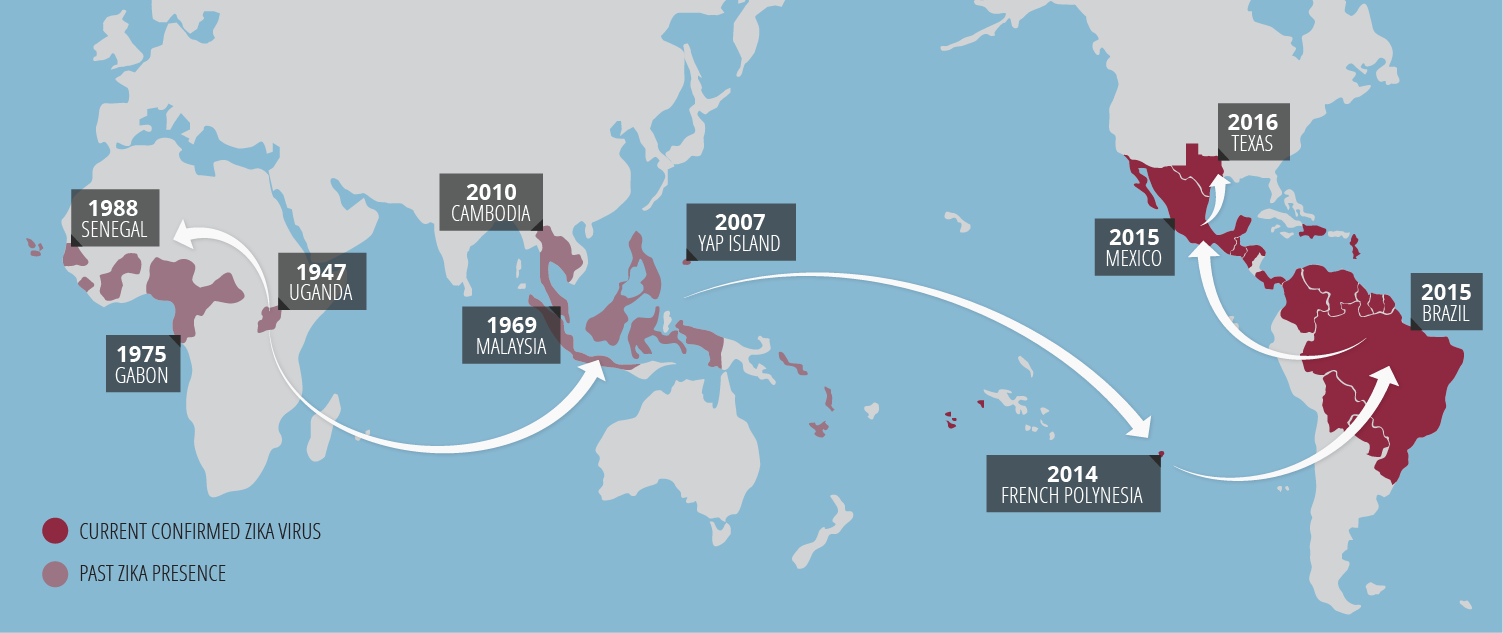 2016
TEXAS
2010
CAMBODIA
1988
SENEGAL
2007
YAP ISLAND
2015
MEXICO
1947
UGANDA
2015
BRAZIL
1969
MALAYSIA
1975
GABON
2014
FRENCH POLYNESIA
CURRENT CONFIRMED ZIKA VIRUS
PAST ZIKA PRESENCE